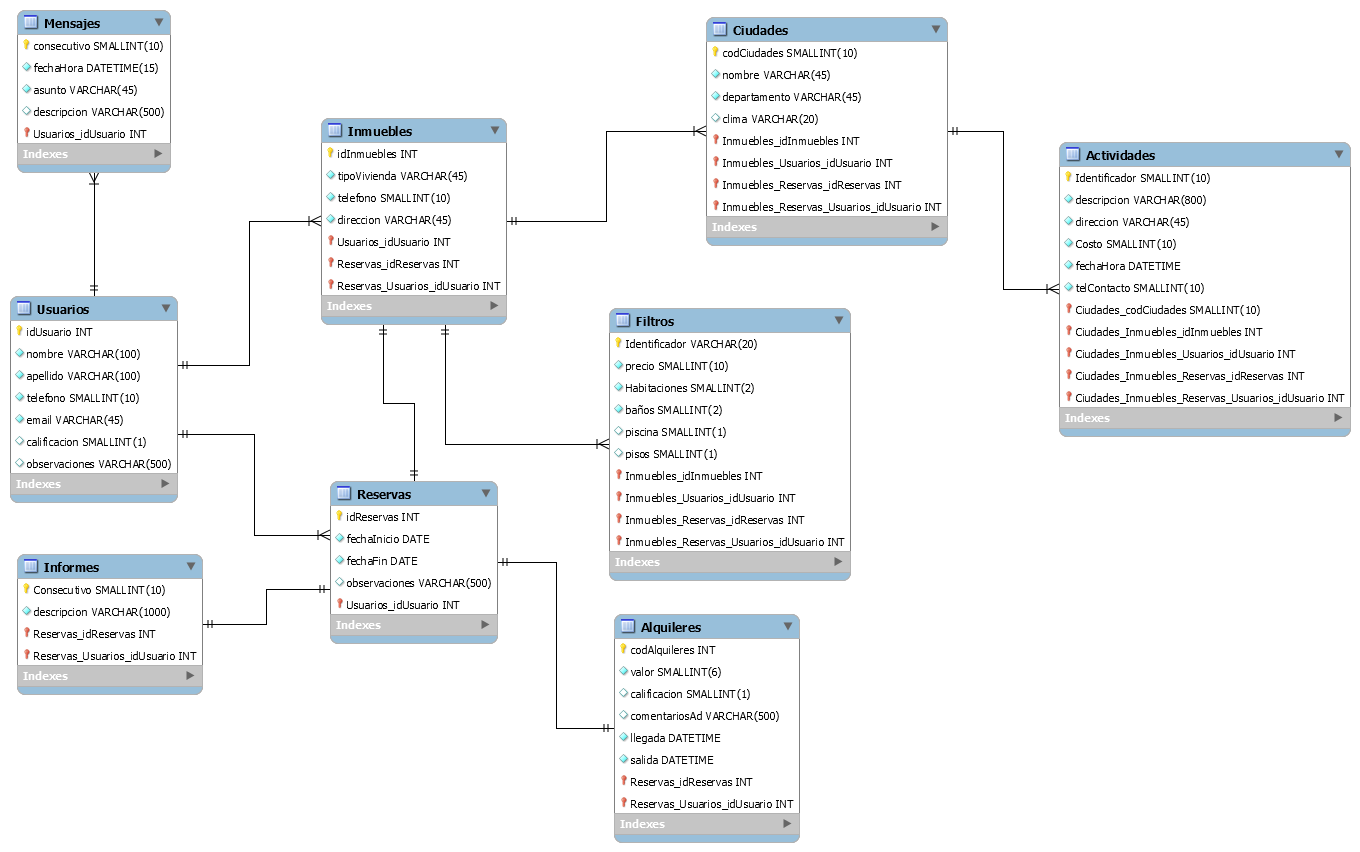 Mensajes
consecutivo SMALLINT(10)
fechaHora DATETIME(15)
asunto VARCHAR(45)
descripcion VARCHAR(500)
Usuarios_idUsuario INT
Indexes
Usuarios
idUsuario INT
nombre VARCHAR(100)
apellido VARCHAR(100)
telefono SMALLINT(10)
email VARCHAR(45)
calificacion SMALLINT(1)
observaciones VARCHAR(500)
Indexes
Informes
Consecutivo SMALLINT(10)
descripcion VARCHAR(1000)
Reservas_idReservas INT
Reservas_Usuarios_idUsuario INT
Indexes
Inmuebles
idInmuebles INT
tipoVivienda VARCHAR(45)
telefono SMALLINT(10)
direccion VARCHAR(45)
Usuarios_idUsuario INT
Reservas_idReservas INT
Reservas_Usuarios_idUsuario INT
Indexes
Reservas
idReservas INT
fechaInicio DATE
fechaFin DATE
observaciones VARCHAR(500)
Usuarios_idUsuario INT
Indexes
Ciudades
codCiudades SMALLINT(10)
nombre VARCHAR(45)
departamento VARCHAR(45)
clima VARCHAR(20)
Inmuebles_idInmuebles INT
Inmuebles_Usuarios_idUsuario INT
Inmuebles_Reservas_idReservas INT
Inmuebles_Reservas_Usuarios_idUsuario INT
Indexes
Filtros
Identificador VARCHAR(20)
precio SMALLINT(10)
Habitaciones SMALLINT(2)
baños SMALLINT(2)
piscina SMALLINT(1)
pisos SMALLINT(1)
Inmuebles_idInmuebles INT
Inmuebles_Usuarios_idUsuario INT
Inmuebles_Reservas_idReservas INT
Inmuebles_Reservas_Usuarios_idUsuario INT
Indexes
Alquileres
codAlquileres INT
valor SMALLINT(6)
calificacion SMALLINT(1)
comentariosAd VARCHAR(500)
llegada DATETIME
salida DATETIME
Reservas_idReservas INT
Reservas_Usuarios_idUsuario INT
Indexes
Actividades
Identificador SMALLINT(10)
descripcion VARCHAR(800)
direccion VARCHAR(45)
Costo SMALLINT(10)
fechaHora DATETIME
telContacto SMALLINT(10)
Ciudades_codCiudades SMALLINT(10)
Ciudades_Inmuebles_idInmuebles INT
Ciudades_Inmuebles_Usuarios_idUsuario INT
Ciudades_Inmuebles_Reservas_idReservas INT
Ciudades_Inmuebles_Reservas_Usuarios_idUsuario INT
Indexes